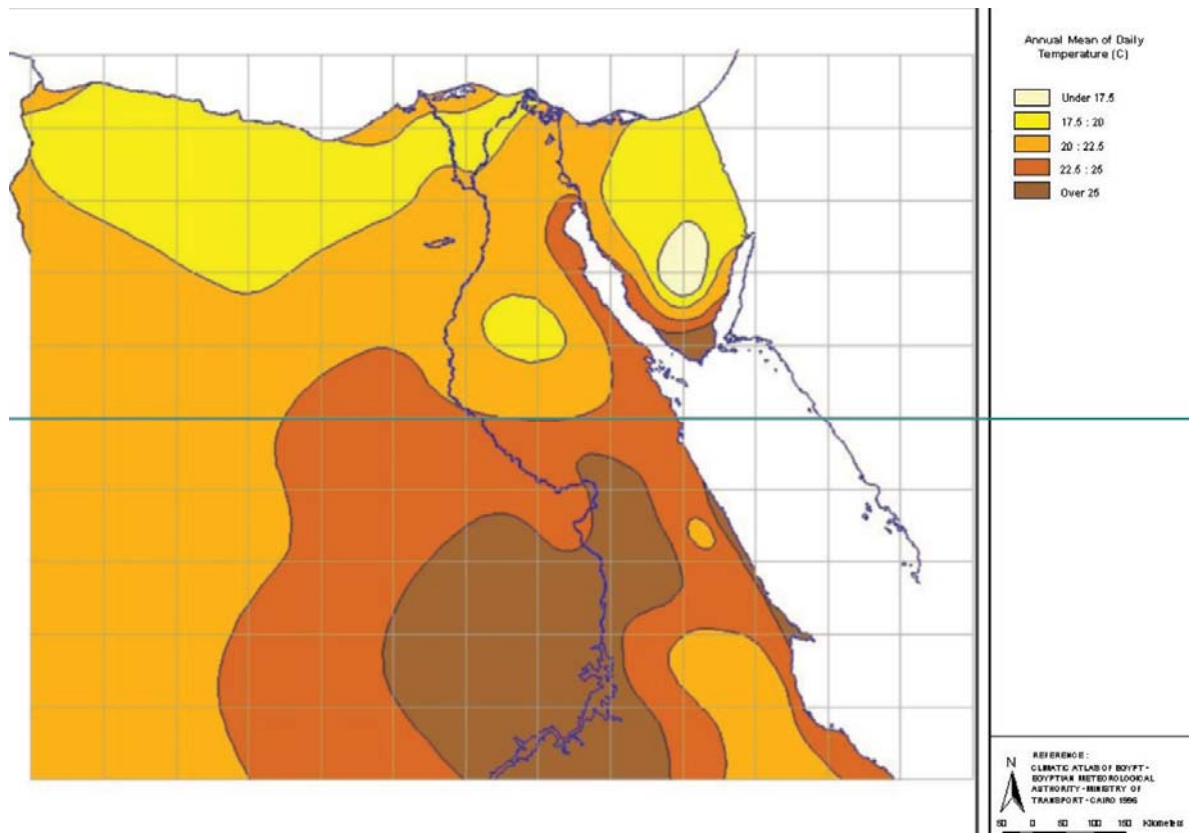 Annual Mean of Daily
Temperature (C)
Under 17.5
17.5 : 20
20 : 22.5
22.5 : 25
Over 25
N
REFERENCE :
CLIMATIC ATLAS OF EGYPT -
EGYPTIAN METEOROLOGICAL
AUTHORITY - MINISTRY OF
TRANSPORT - CAIRO 1996
50 0 50 100 150 Kilometers